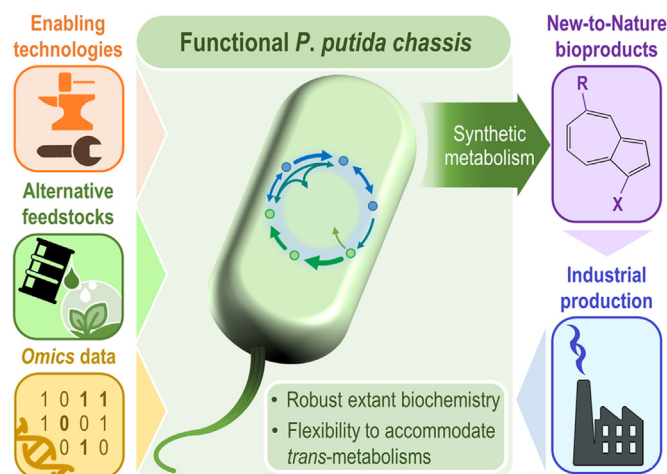 Enabling
technologies
Alternative
feedstocks
Omics data
1 0 1 1
1 0 0 1
0 1 0
Functional P. putida chassis
Synthetic
metabolism
• Robust extant biochemistry
• Flexibility to accommodate
trans-metabolisms
New-to-Nature
bioproducts
R
X
Industrial
production